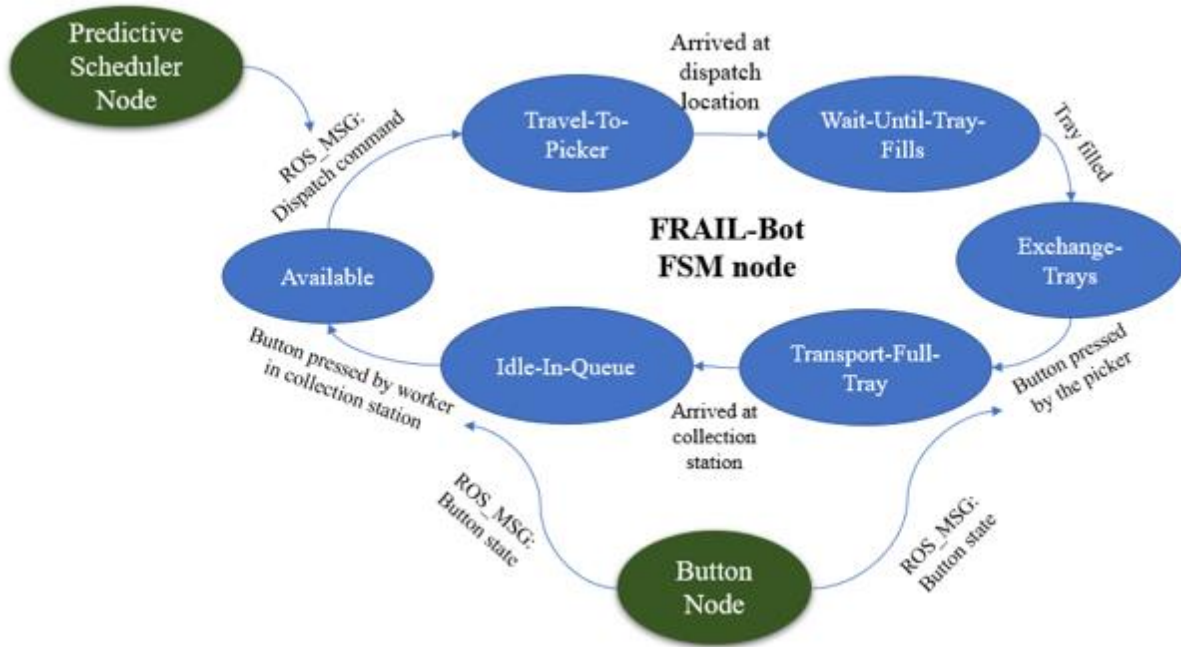 Predictive
Scheduler
Node
ROS_MSG:
Dispatch command
Travel-To-
Picker
Arrived at
dispatch
location
Wait-Until-Tray-
Fills
Tray filled
FRAIL-Bot
FSM node
Exchange-
Trays
Available
Button pressed by worker
in collection station
Idle-In-Queue
Arrived at
collection
station
Transport-Full-
Tray
Button pressed
by the picker
ROS_MSG:
Button state
Button
Node
ROS_MSG:
Button state